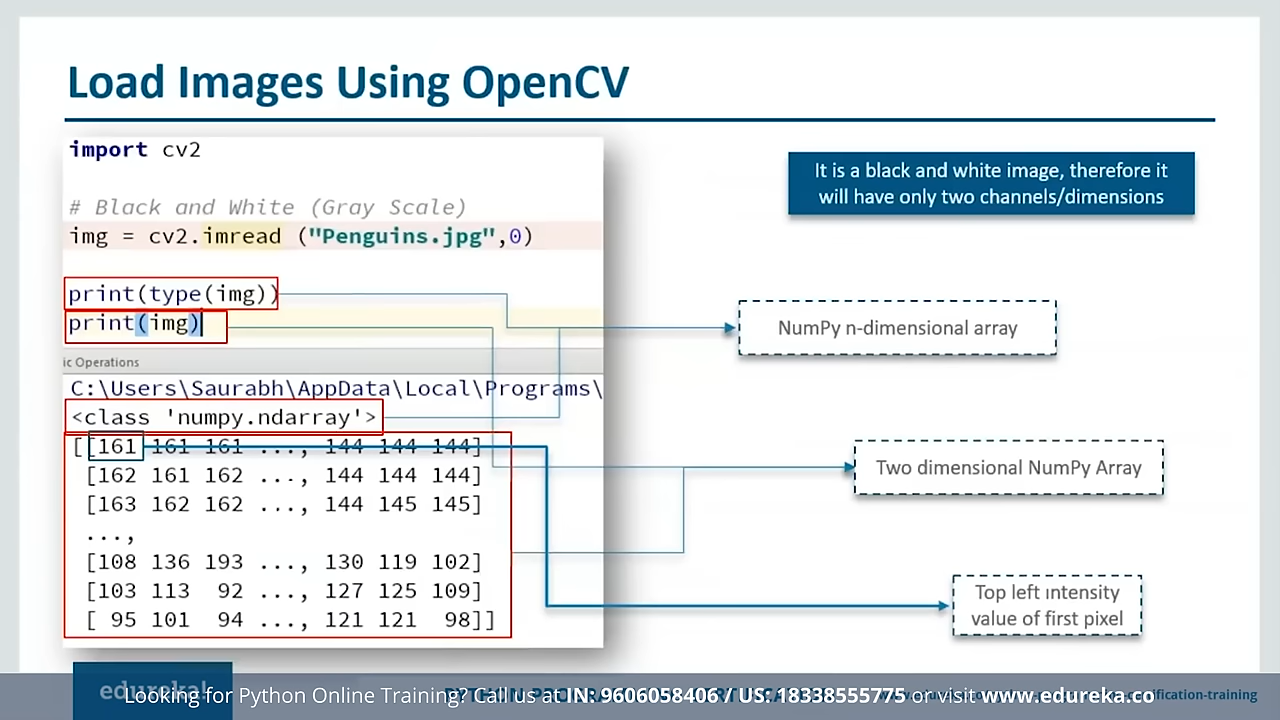 Load Images Using OpenCV
import cv2
# Black and White (Gray Scale)
img = cv2.imread ("Penguins.jpg",0)
print(type(img))
print(img)
ic Operations
C:\Users\Saurabh\AppData\Local\Programs\
<class 'numpy.ndarray'>
[[161 161 161 ..., 144 144 144]
[162 161 162 ..., 144 144 144]
[163 162 162 ..., 144 145 145]
...,
[108 136 193 ..., 130 119 102]
[103 113 92 ..., 127 125 109]
[ 95 101 94 ..., 121 121 98]]
It is a black and white image, therefore it
will have only two channels/dimensions
NumPy n-dimensional array
Two dimensional NumPy Array
Top left intensity
value of first pixel
edureka!
Looking for Python Online Training? Call us at IN: 9606058406 / US: 18338555775 or visit www.edureka.co